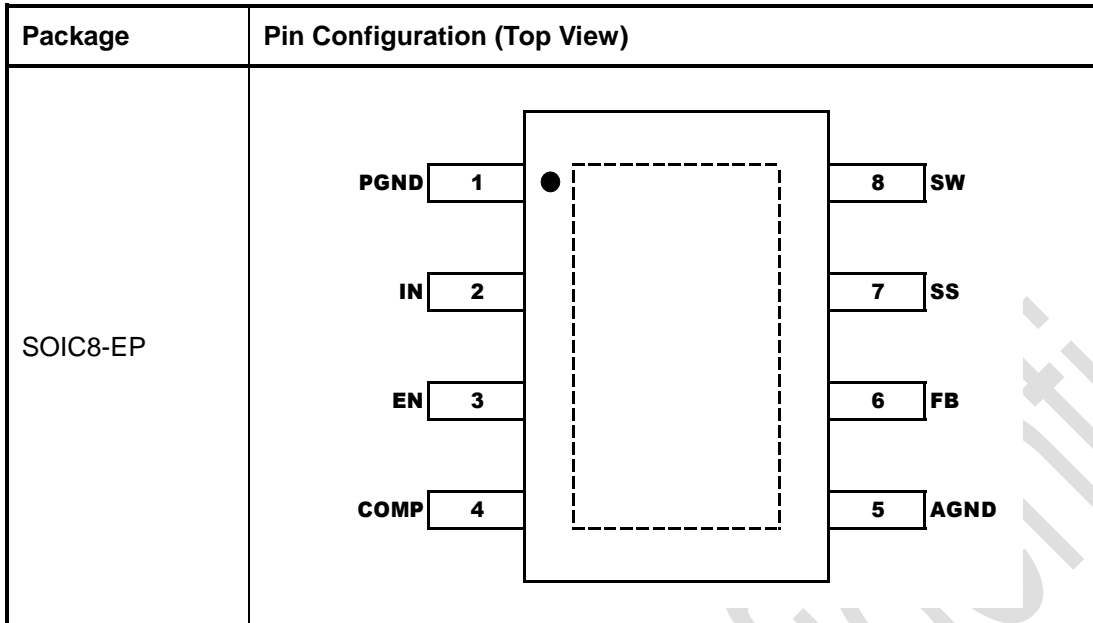 Package Pin Configuration (Top View)
SOIC8-EP
PGND 1 8 SW
IN 2 7 SS
EN 3 6 FB
COMP 4 5 AGND